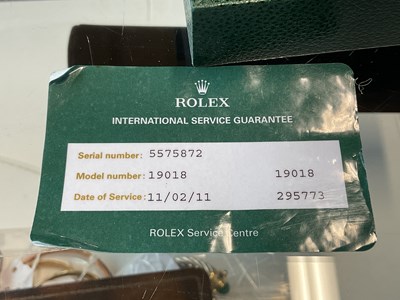 ROLEX
INTERNATIONAL SERVICE GUARANTEE
Serial number: 5575872
Model number: 19018 19018
Date of Service: 11/02/11 295773
ROLEX Service Centre